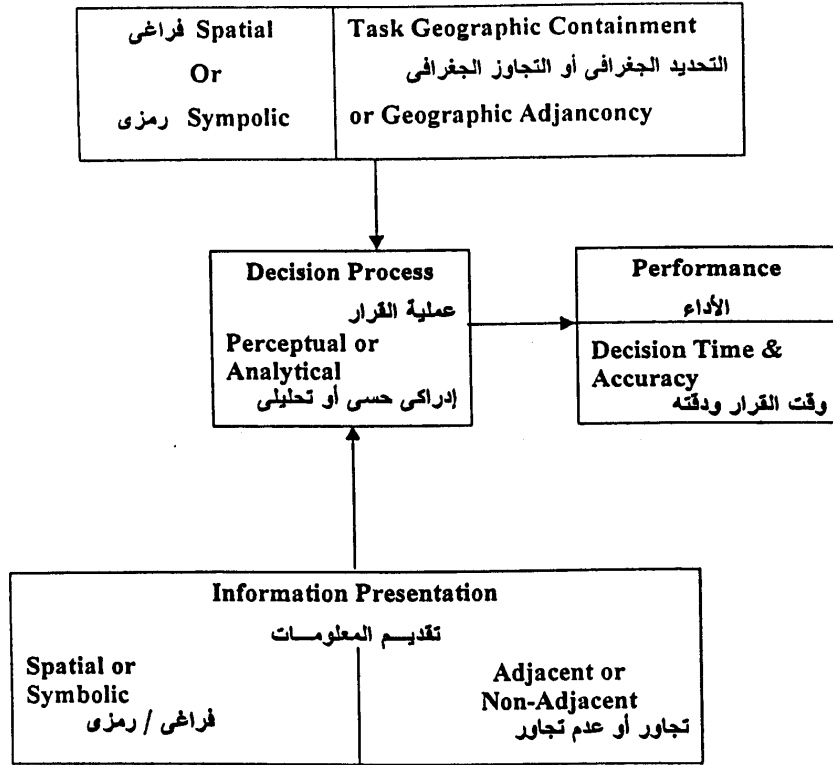 فراغى Spatial
Or
رمزى Sympolic
Task Geographic Containment
التحديد الجغرافى أو التجاوز الجغرافى
or Geographic Adjanconcy
Decision Process
عملية القرار
Perceptual or
Analytical
إدراكى حسى أو تحليلى
Performance
الأداء
Decision Time &
Accuracy
وقت القرار ودقته
Information Presentation
تقديم المعلومات
Spatial or
Symbolic
فراغى / رمزى
Adjacent or
Non-Adjacent
تجاور أو عدم تجاور